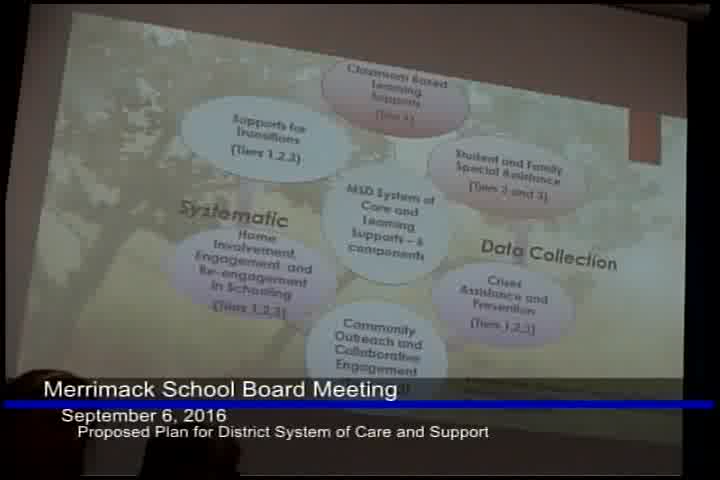 Classroom Based
Learning
Supports
Supports for
Transitions
(Tiers 1,2,3)
Student and Family
Special Assistance
(Tiers 2 and 3)
MSD System of
Care and
Learning
Supports – 6
components
Systematic
Data Collection
Home
Involvement,
Engagement, and
Re-engagement
in Schooling
(Tiers 1,2,3)
Crises
Assistance and
Prevention
(Tiers 1,2,3)
Community
Outreach and
Collaborative
Engagement
Merrimack School Board Meeting
September 6, 2016
Proposed Plan for District System of Care and Support